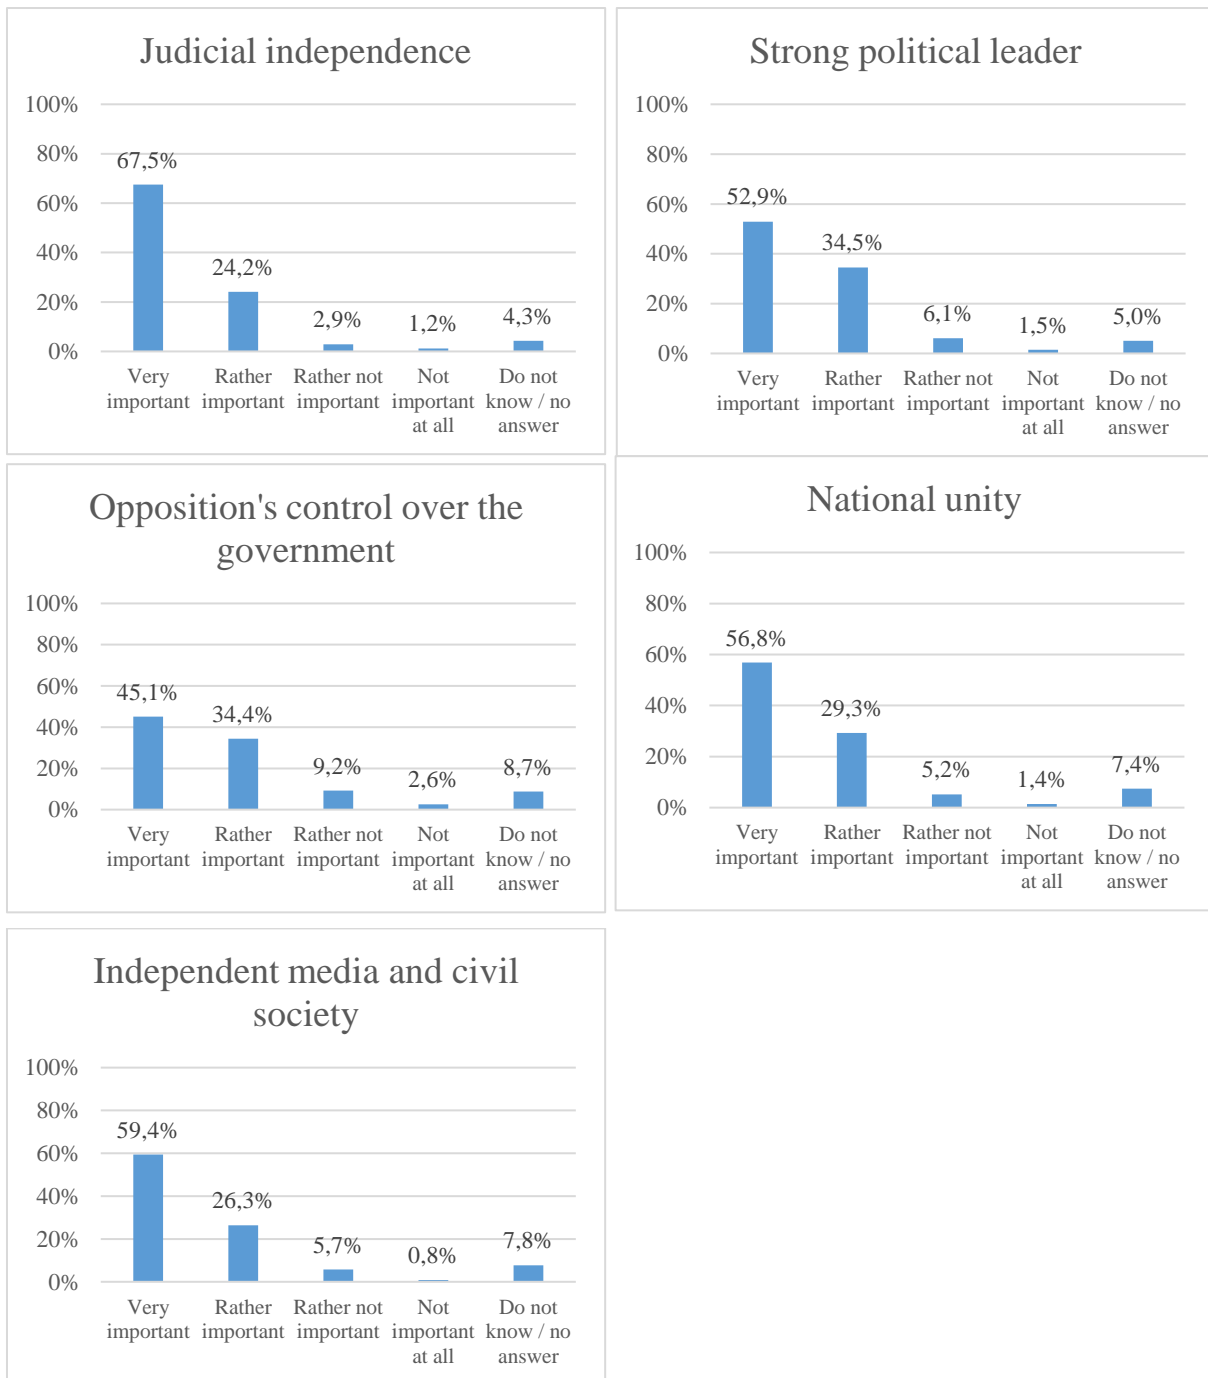 Judicial independence
100%
80%
60%
40%
20%
0%
67,5%
24,2%
2,9%
1,2%
4,3%
Very important
Rather important
Rather not important
Not important at all
Do not know / no answer
Strong political leader
100%
80%
60%
40%
20%
0%
52,9%
34,5%
6,1%
1,5%
5,0%
Very important
Rather important
Rather not important
Not important at all
Do not know / no answer
Opposition's control over the
government
100%
80%
60%
40%
20%
0%
45,1%
34,4%
9,2%
2,6%
8,7%
Very important
Rather important
Rather not important
Not important at all
Do not know / no answer
National unity
100%
80%
60%
40%
20%
0%
56,8%
29,3%
5,2%
1,4%
7,4%
Very important
Rather important
Rather not important
Not important at all
Do not know / no answer
Independent media and civil
society
100%
80%
60%
40%
20%
0%
59,4%
26,3%
5,7%
0,8%
7,8%
Very important
Rather important
Rather not important
Not important at all
Do not know / no answer